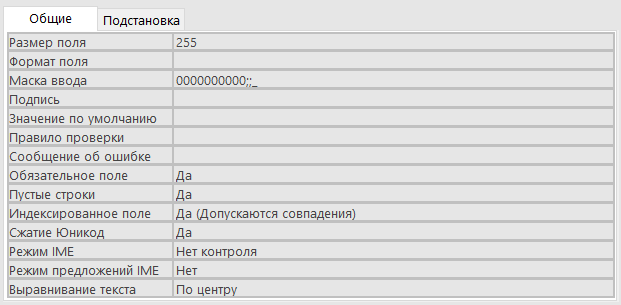 Общие Подстановка
Размер поля 255
Формат поля
Маска ввода 0000000000;;_
Подпись
Значение по умолчанию
Правило проверки
Сообщение об ошибке
Обязательное поле Да
Пустые строки Да
Индексированное поле Да (Допускаются совпадения)
Сжатие Юникод Да
Режим IME Нет контроля
Режим предложений IME Нет
Выравнивание текста По центру